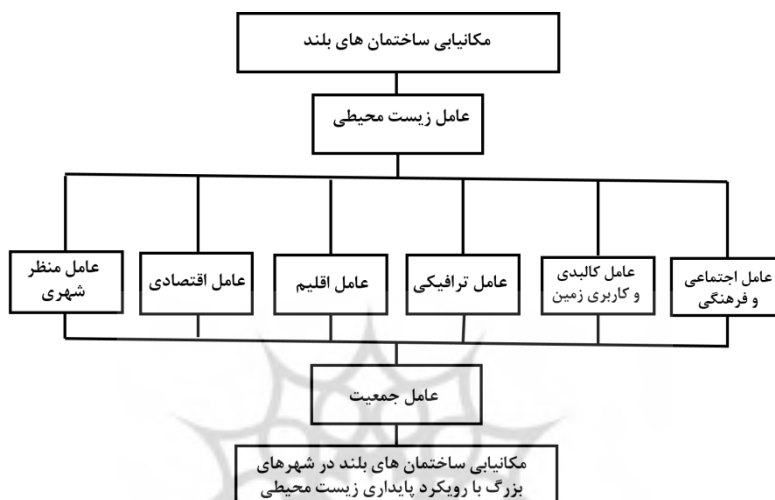 مکانیابی ساختمان های بلند
عامل زیست محیطی
عامل اجتماعی
و فرهنگی
عامل کالبدی
و کاربری زمین
عامل ترافیکی
عامل اقلیم
عامل اقتصادی
عامل منظر
شهری
عامل جمعیت
مکانیابی ساختمان های بلند در شهرهای
بزرگ با رویکرد پایداری زیست محیطی